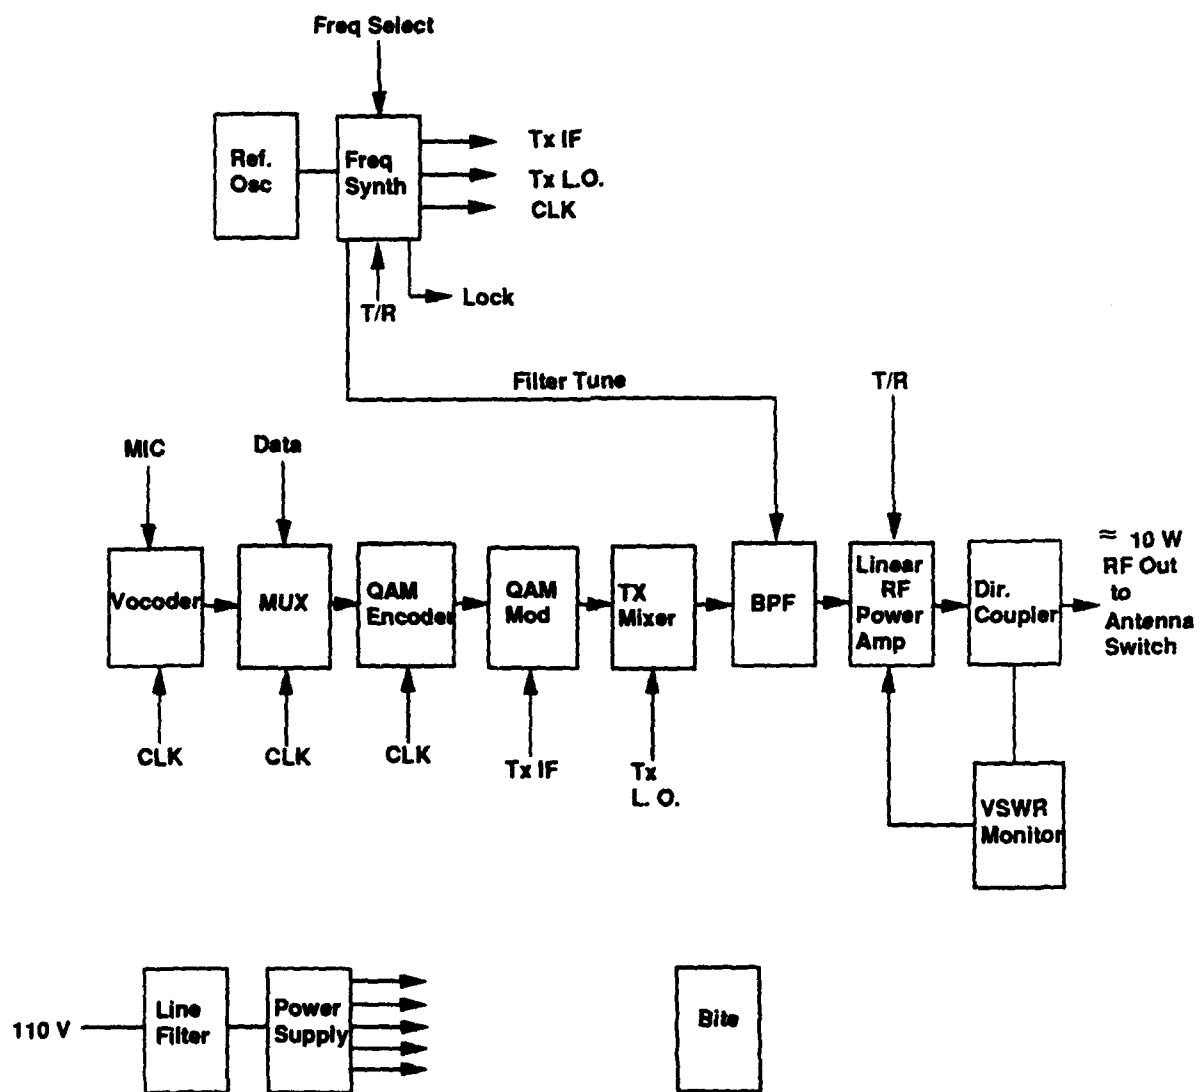 Freq Select
Ref.
Osc
Freq
Synth
Tx IF
Tx L.O.
CLK
T/R
Lock
Filter Tune
T/R
MIC
Data
Vocoder
MUX
QAM
Encoder
QAM
Mod
TX
Mixer
BPF
Linear
RF
Power
Amp
Dir.
Coupler
≈ 10 W
RF Out
to
Antenna
Switch
CLK
CLK
CLK
Tx IF
Tx
L. O.
VSWR
Monitor
110 V
Line
Filter
Power
Supply
Bite